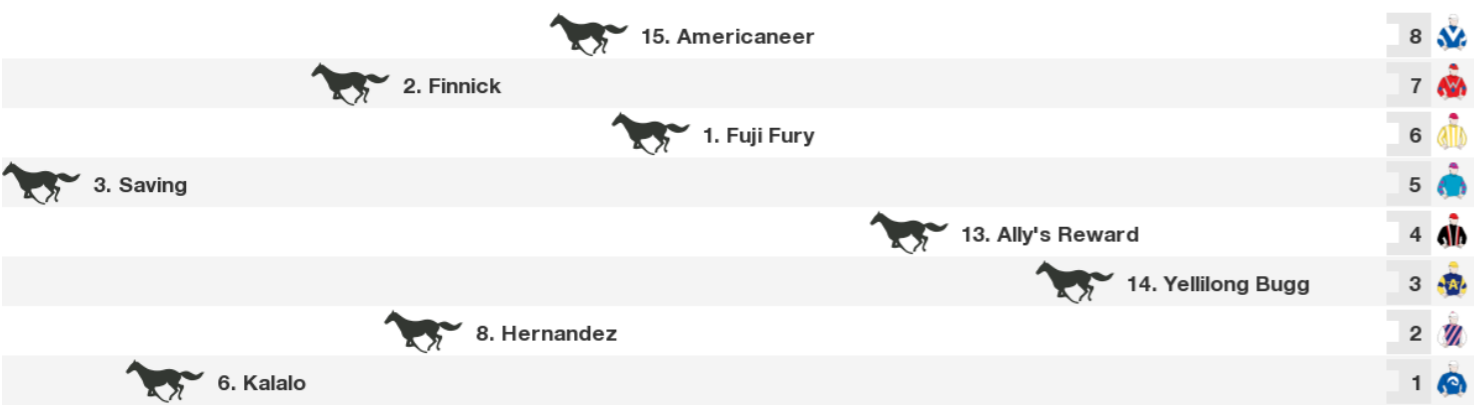 15. Americaneer 8
2. Finnick 7
1. Fuji Fury 6
3. Saving 5
13. Ally's Reward 4
14. Yellilong Bugg 3
8. Hernandez 2
6. Kalalo 1